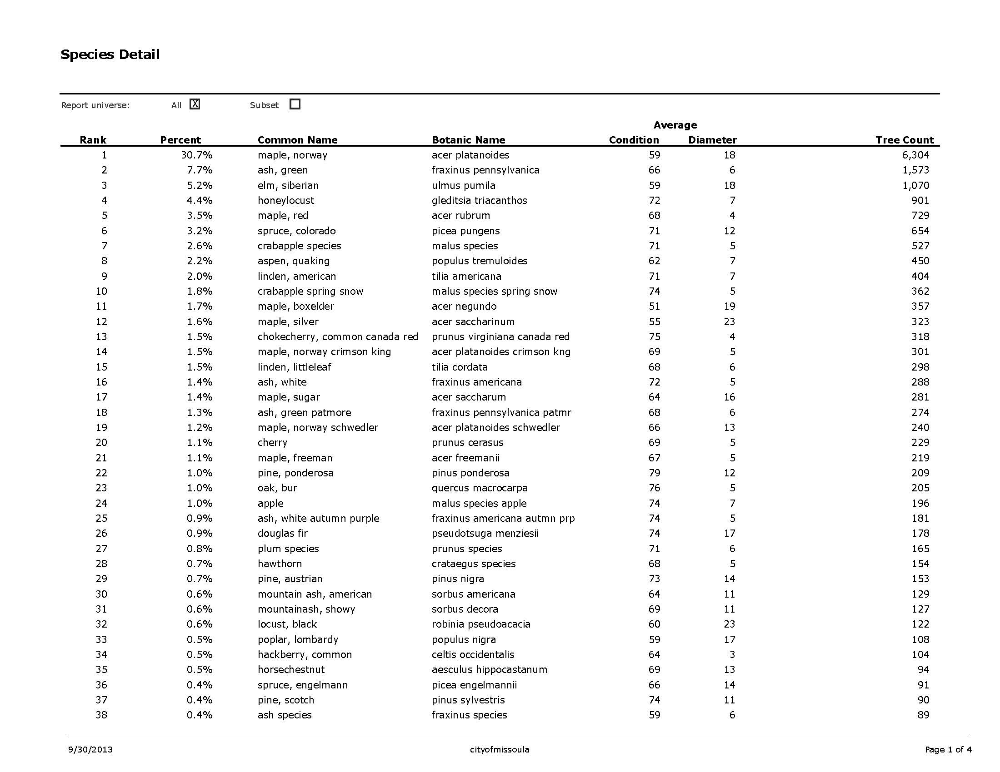 Species Detail
Report universe: All X Subset
Average
Rank Percent Common Name Botanic Name Condition Diameter Tree Count
1 30.7% maple, norway acer platanoides 59 18 6,304
2 7.7% ash, green fraxinus pennsylvanica 66 6 1,573
3 5.2% elm, siberian ulmus pumila 59 18 1,070
4 4.4% honeylocust gleditsia triacanthos 72 7 901
5 3.5% maple, red acer rubrum 68 4 729
6 3.2% spruce, colorado picea pungens 71 12 654
7 2.6% crabapple species malus species 71 5 527
8 2.2% aspen, quaking populus tremuloides 62 7 450
9 2.0% linden, american tilia americana 71 7 404
10 1.8% crabapple spring snow malus species spring snow 74 5 362
11 1.7% maple, boxelder acer negundo 51 19 357
12 1.6% maple, silver acer saccharinum 55 23 323
13 1.5% chokecherry, common canada red prunus virginiana canada red 75 4 318
14 1.5% maple, norway crimson king acer platanoides crimson kng 69 5 301
15 1.5% linden, littleleaf tilia cordata 68 6 298
16 1.4% ash, white fraxinus americana 72 5 288
17 1.4% maple, sugar acer saccharum 64 16 281
18 1.3% ash, green patmore fraxinus pennsylvanica patmr 68 6 274
19 1.2% maple, norway schwedler acer platanoides schwedler 66 13 240
20 1.1% cherry prunus cerasus 69 5 229
21 1.1% maple, freeman acer freemanii 67 5 219
22 1.0% pine, ponderosa pinus ponderosa 79 12 209
23 1.0% oak, bur quercus macrocarpa 76 5 205
24 1.0% apple malus species apple 74 7 196
25 0.9% ash, white autumn purple fraxinus americana autmn prp 74 5 181
26 0.9% douglas fir pseudotsuga menziesii 74 17 178
27 0.8% plum species prunus species 71 6 165
28 0.7% hawthorn crataegus species 68 5 154
29 0.7% pine, austrian pinus nigra 73 14 153
30 0.6% mountain ash, american sorbus americana 64 11 129
31 0.6% mountainash, showy sorbus decora 69 11 127
32 0.6% locust, black robinia pseudoacacia 60 23 122
33 0.5% poplar, lombardy populus nigra 59 17 108
34 0.5% hackberry, common celtis occidentalis 64 3 104
35 0.5% horsechestnut aesculus hippocastanum 69 13 94
36 0.4% spruce, engelmann picea engelmannii 66 14 91
37 0.4% pine, scotch pinus sylvestris 74 11 90
38 0.4% ash species fraxinus species 59 6 89
9/30/2013 cityofmissoula Page 1 of 4